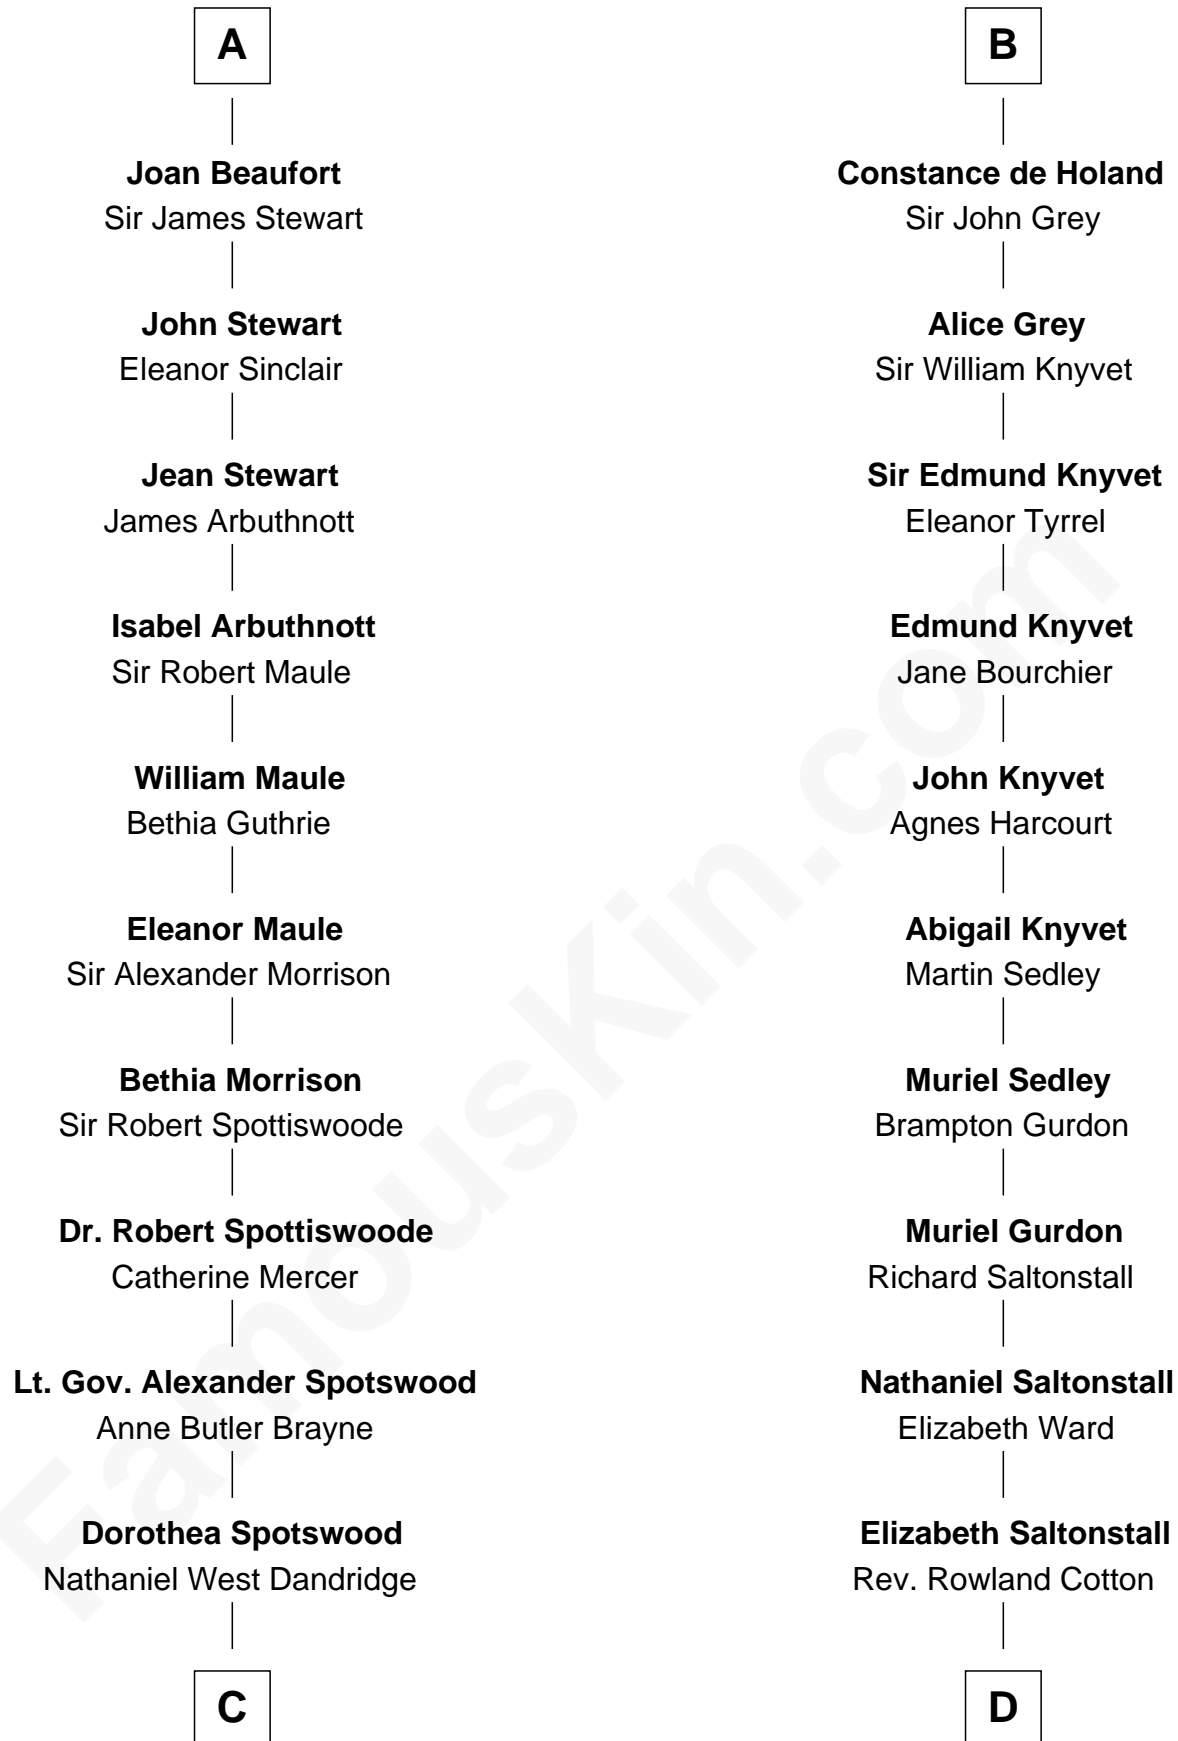 A
Joan Beaufort
Sir James Stewart
John Stewart
Eleanor Sinclair
Jean Stewart
James Arbuthnott
Isabel Arbuthnott
Sir Robert Maule
William Maule
Bethia Guthrie
Eleanor Maule
Sir Alexander Morrison
Bethia Morrison
Sir Robert Spottiswoode
Dr. Robert Spottiswoode
Catherine Mercer
Lt. Gov. Alexander Spotswood
Anne Butler Brayne
Dorothea Spotswood
Nathaniel West Dandridge
C
B
Constance de Holand
Sir John Grey
Alice Grey
Sir William Knyvet
Sir Edmund Knyvet
Eleanor Tyrrel
Edmund Knyvet
Jane Bourchier
John Knyvet
Agnes Harcourt
Abigail Knyvet
Martin Sedley
Muriel Sedley
Brampton Gurdon
Muriel Gurdon
Richard Saltonstall
Nathaniel Saltonstall
Elizabeth Ward
Elizabeth Saltonstall
Rev. Rowland Cotton
D
FamousKin.com